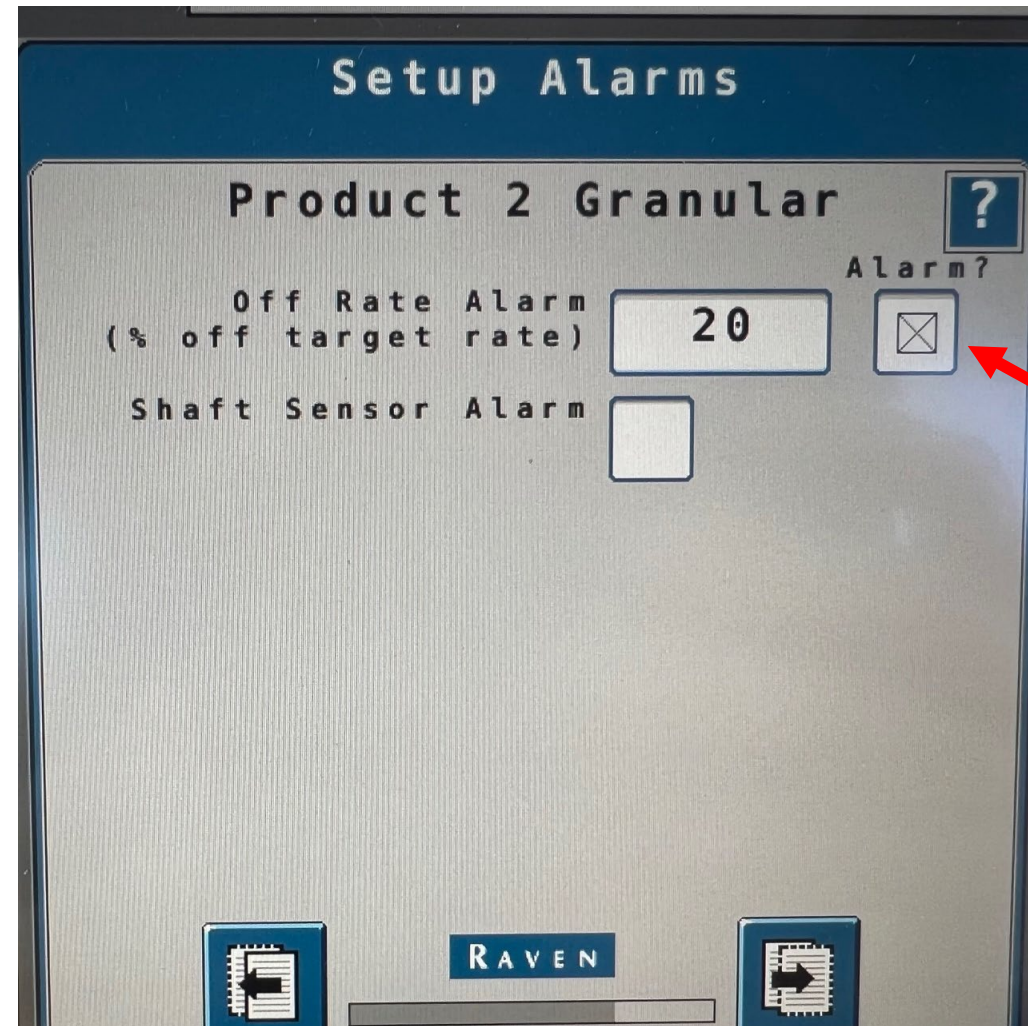 Setup Alarms
Product 2 Granular
?
Alarm?
Off Rate Alarm
(% off target rate)
20
Shaft Sensor Alarm
RAVEN